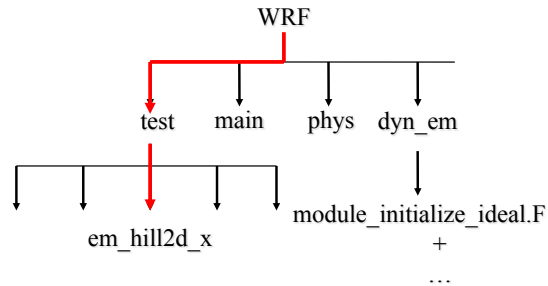 WRF
test main phys dyn_em
em_hill2d_x
module_initialize_ideal.F
+
...